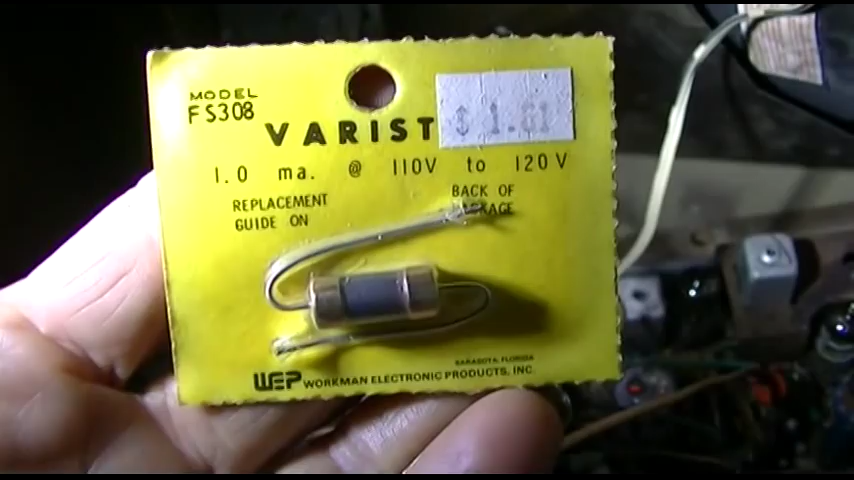 MODEL
FS308
VARIST
$ 1.61
1.0 ma. @ 110V to 120V
REPLACEMENT
GUIDE ON
BACK OF
PACKAGE
SARASOTA, FLORIDA
WEP WORKMAN ELECTRONIC PRODUCTS, INC.